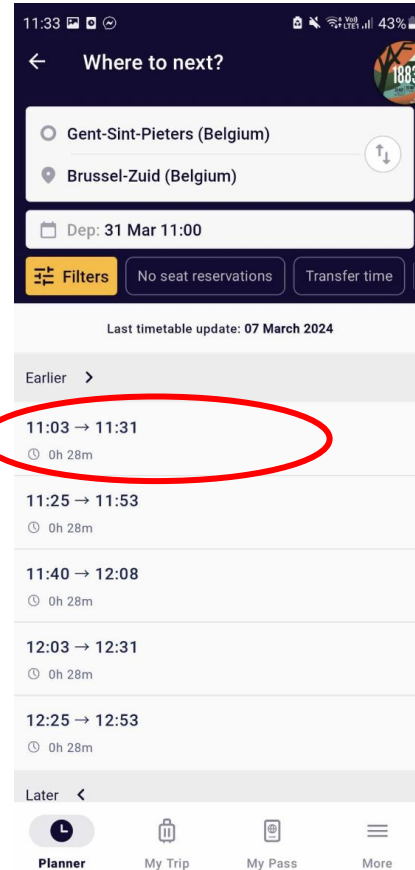 11:33 43%
Where to next?
1883
Gent-Sint-Pieters (Belgium)
Brussel-Zuid (Belgium)
Dep: 31 Mar 11:00
Filters No seat reservations Transfer time
Last timetable update: 07 March 2024
Earlier
11:03 → 11:31
0h 28m
11:25 → 11:53
0h 28m
11:40 → 12:08
0h 28m
12:03 → 12:31
0h 28m
12:25 → 12:53
0h 28m
Later
Planner My Trip My Pass More